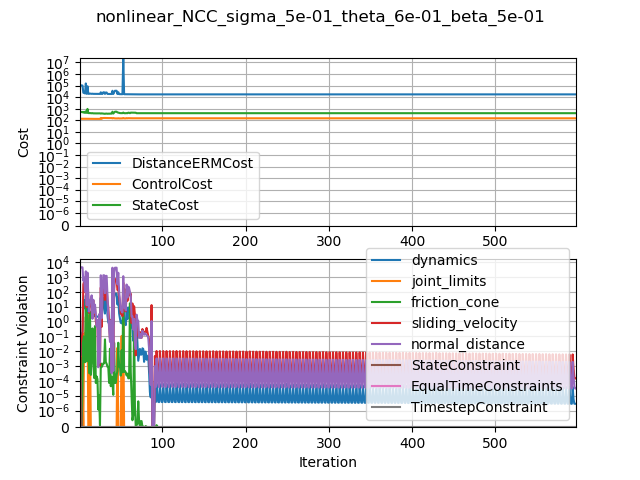 nonlinear_NCC_sigma_5e-01_theta_6e-01_beta_5e-01
Cost
10⁷
10⁶
10⁵
10⁴
10³
10²
10¹
10⁰
10⁻¹
10⁻²
10⁻³
10⁻⁴
10⁻⁵
10⁻⁶
0
DistanceERMCost
ControlCost
StateCost
100 200 300 400 500
Constraint Violation
10⁴
10³
10²
10¹
10⁰
10⁻¹
10⁻²
10⁻³
10⁻⁴
10⁻⁵
10⁻⁶
0
dynamics
joint_limits
friction_cone
sliding_velocity
normal_distance
StateConstraint
EqualTimeConstraints
TimestepConstraint
100 200 300 400 500
Iteration